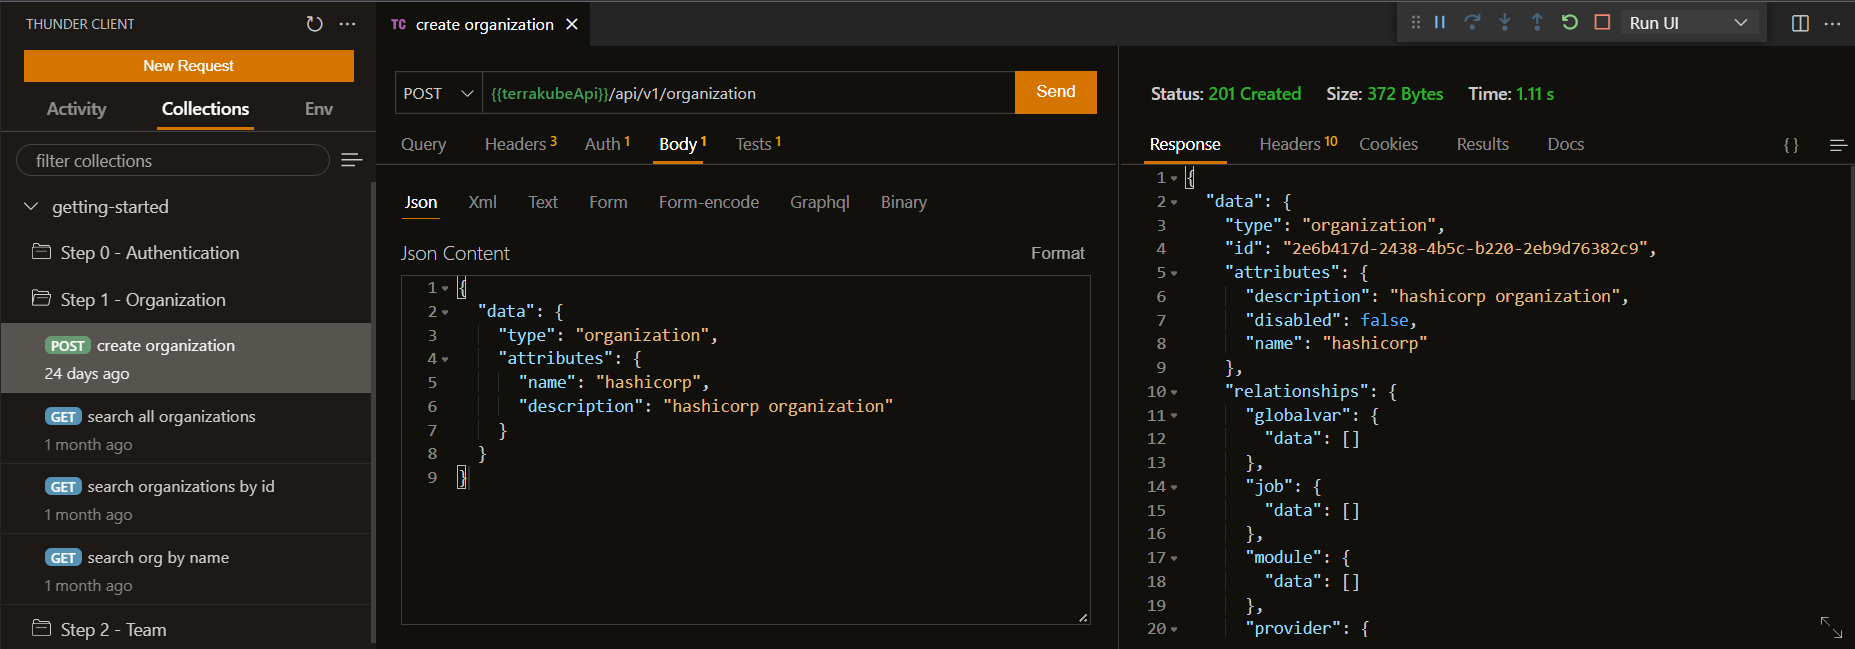 THUNDER CLIENT
New Request
Activity Collections Env
filter collections
getting-started
Step 0 - Authentication
Step 1 - Organization
POST create organization
24 days ago
GET search all organizations
1 month ago
GET search organizations by id
1 month ago
GET search org by name
1 month ago
Step 2 - Team
TC create organization
Run UI
POST {{terrakubeApi}}/api/v1/organization Send
Query Headers 3 Auth 1 Body 1 Tests 1
Json Xml Text Form Form-encode Graphql Binary
Json Content Format
1 {
2 "data": {
3 "type": "organization",
4 "attributes": {
5 "name": "hashicorp",
6 "description": "hashicorp organization"
7 }
8 }
9 }
Status: 201 Created Size: 372 Bytes Time: 1.11 s
Response Headers 10 Cookies Results Docs {}
1 {
2 "data": {
3 "type": "organization",
4 "id": "2e6b417d-2438-4b5c-b220-2eb9d76382c9",
5 "attributes": {
6 "description": "hashicorp organization",
7 "disabled": false,
8 "name": "hashicorp"
9 },
10 "relationships": {
11 "globalvar": {
12 "data": []
13 },
14 "job": {
15 "data": []
16 },
17 "module": {
18 "data": []
19 },
20 "provider": {